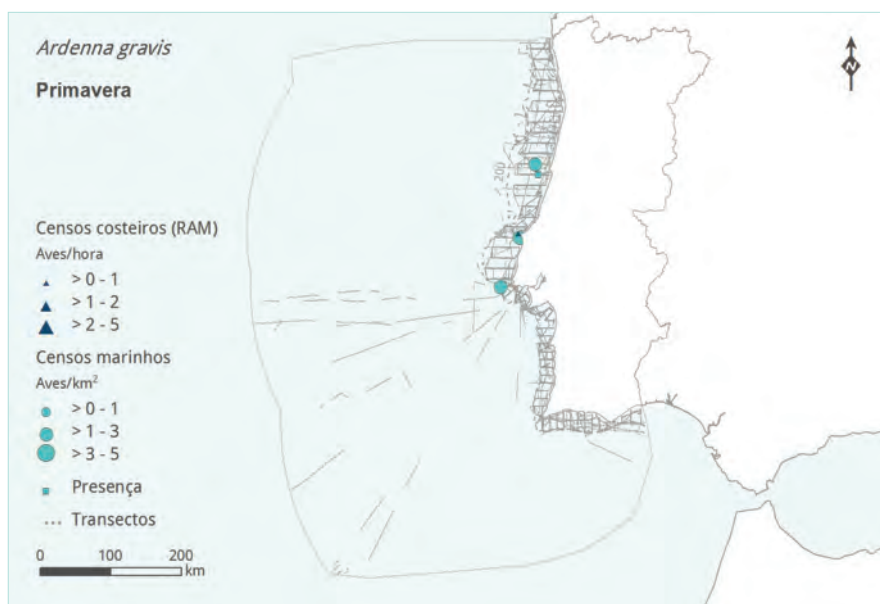 Ardenna gravis
Primavera
N
200
Censos costeiros (RAM)
Aves/hora
> 0 - 1
> 1 - 2
> 2 - 5
Censos marinhos
Aves/km²
> 0 - 1
> 1 - 3
> 3 - 5
Presença
Transectos
0 100 200
km